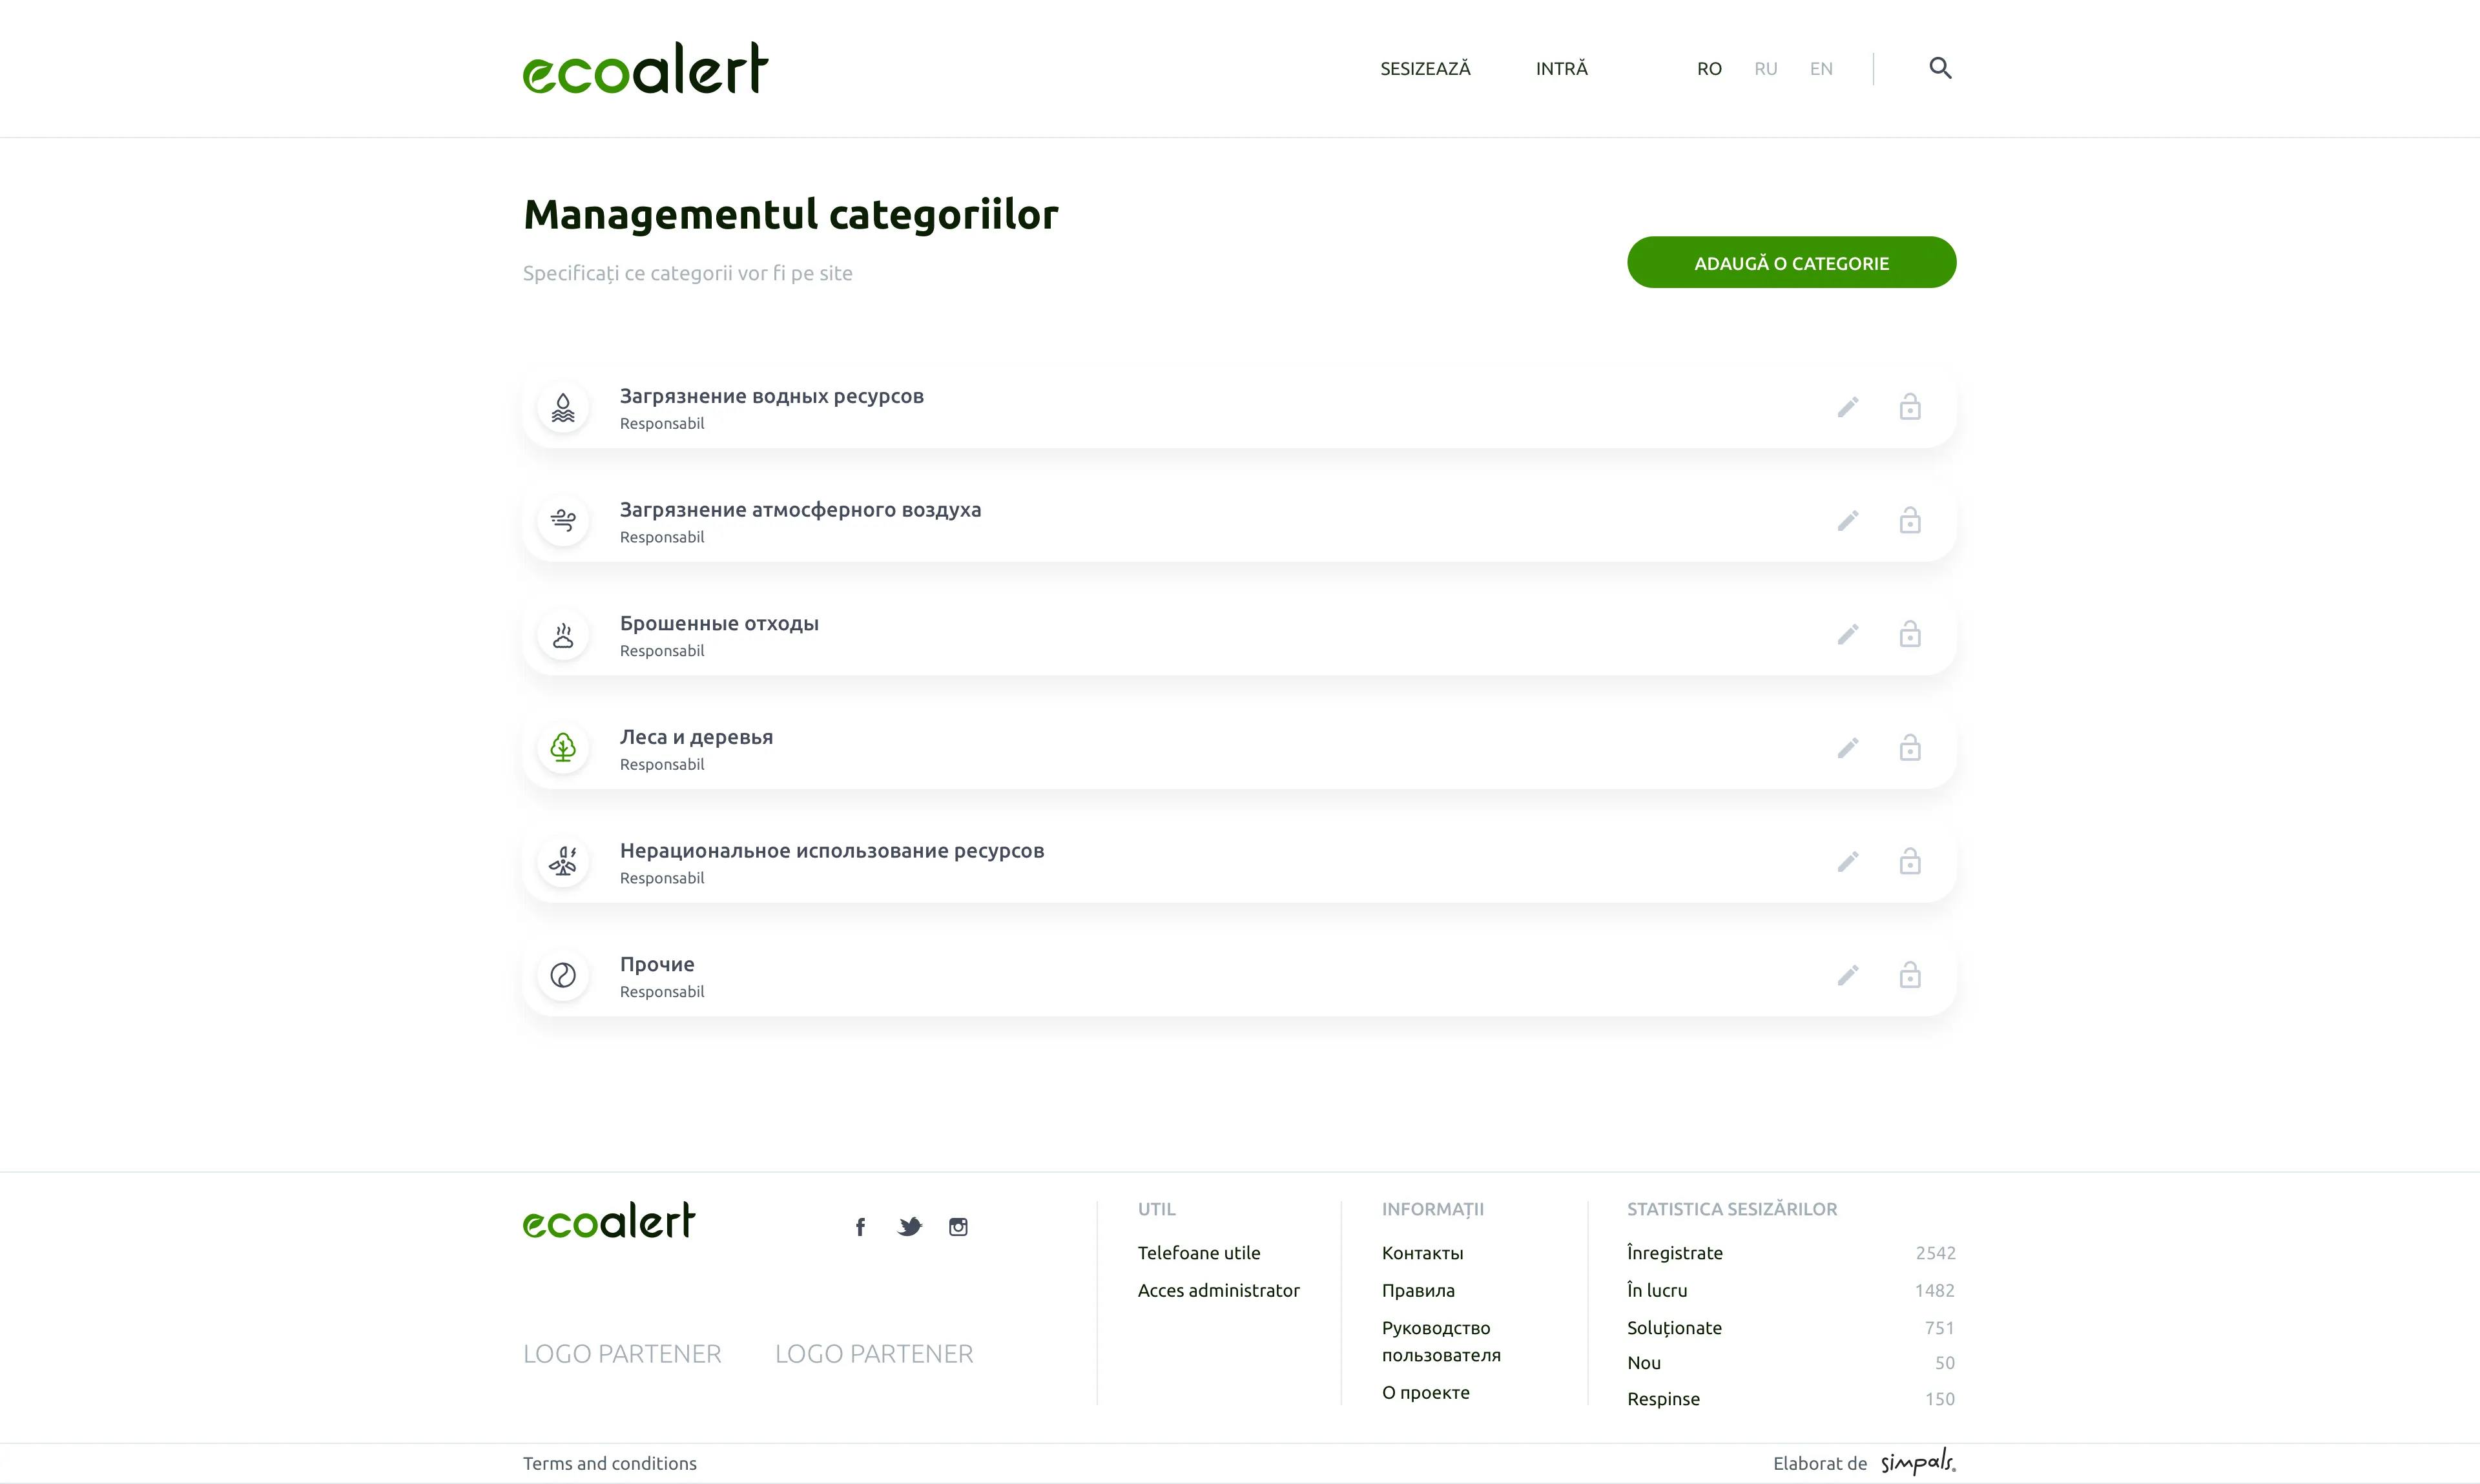 ecoalert
SESIZEAZĂ
INTRĂ
RO
RU
EN
Managementul categoriilor
Specificați ce categorii vor fi pe site
ADAUGĂ O CATEGORIE
Загрязнение водных ресурсов
Responsabil
Загрязнение атмосферного воздуха
Responsabil
Брошенные отходы
Responsabil
Леса и деревья
Responsabil
Нерациональное использование ресурсов
Responsabil
Прочие
Responsabil
ecoalert
LOGO PARTENER
LOGO PARTENER
UTIL
Telefoane utile
Acces administrator
INFORMAȚII
Контакты
Правила
Руководство
пользователя
О проекте
STATISTICA SESIZĂRILOR
Înregistrate 2542
În lucru 1482
Soluționate 751
Nou 50
Respinse 150
Terms and conditions
Elaborat de simpals.